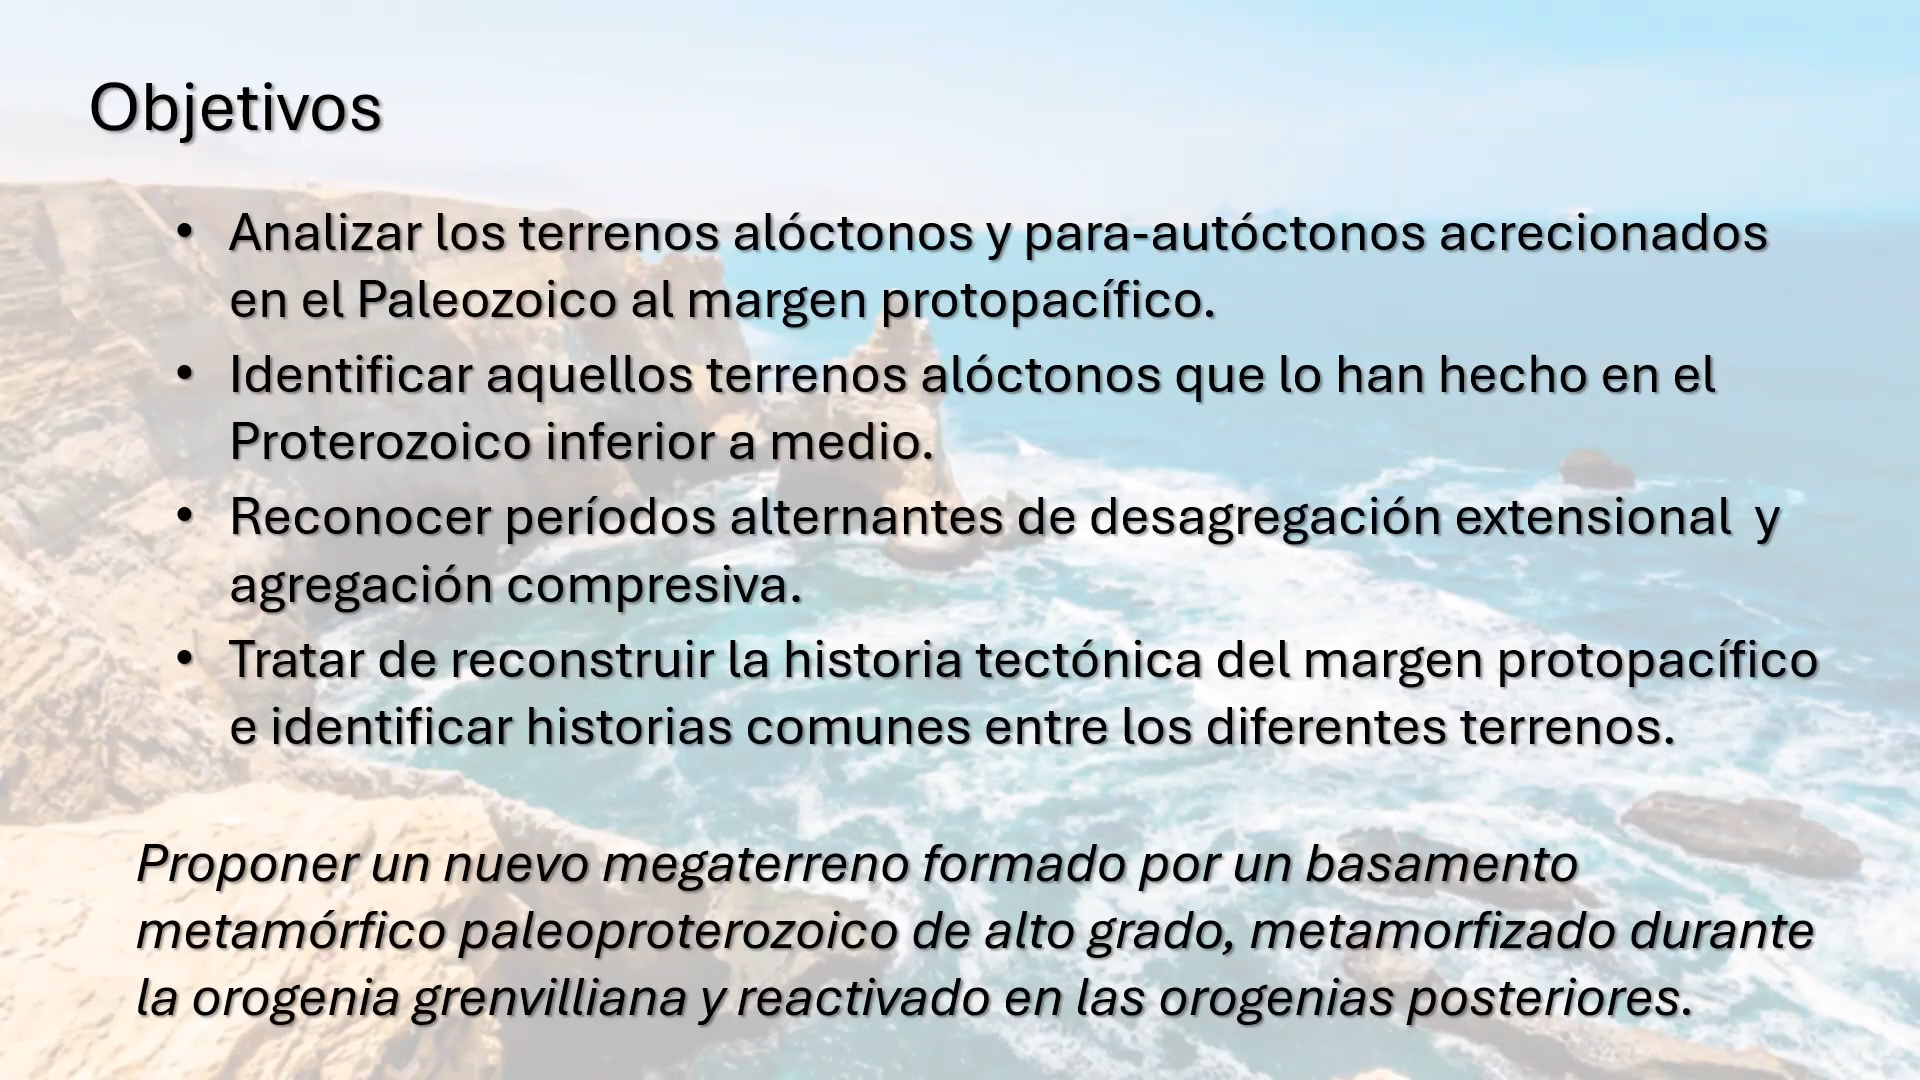 Objetivos
• Analizar los terrenos alóctonos y para-autóctonos acrecionados
en el Paleozoico al margen protopacífico.
• Identificar aquellos terrenos alóctonos que lo han hecho en el
Proterozoico inferior a medio.
• Reconocer períodos alternantes de desagregación extensional  y
agregación compresiva.
• Tratar de reconstruir la historia tectónica del margen protopacífico
e identificar historias comunes entre los diferentes terrenos.
Proponer un nuevo megaterreno formado por un basamento
metamórfico paleoproterozoico de alto grado, metamorfizado durante
la orogenia grenvilliana y reactivado en las orogenias posteriores.